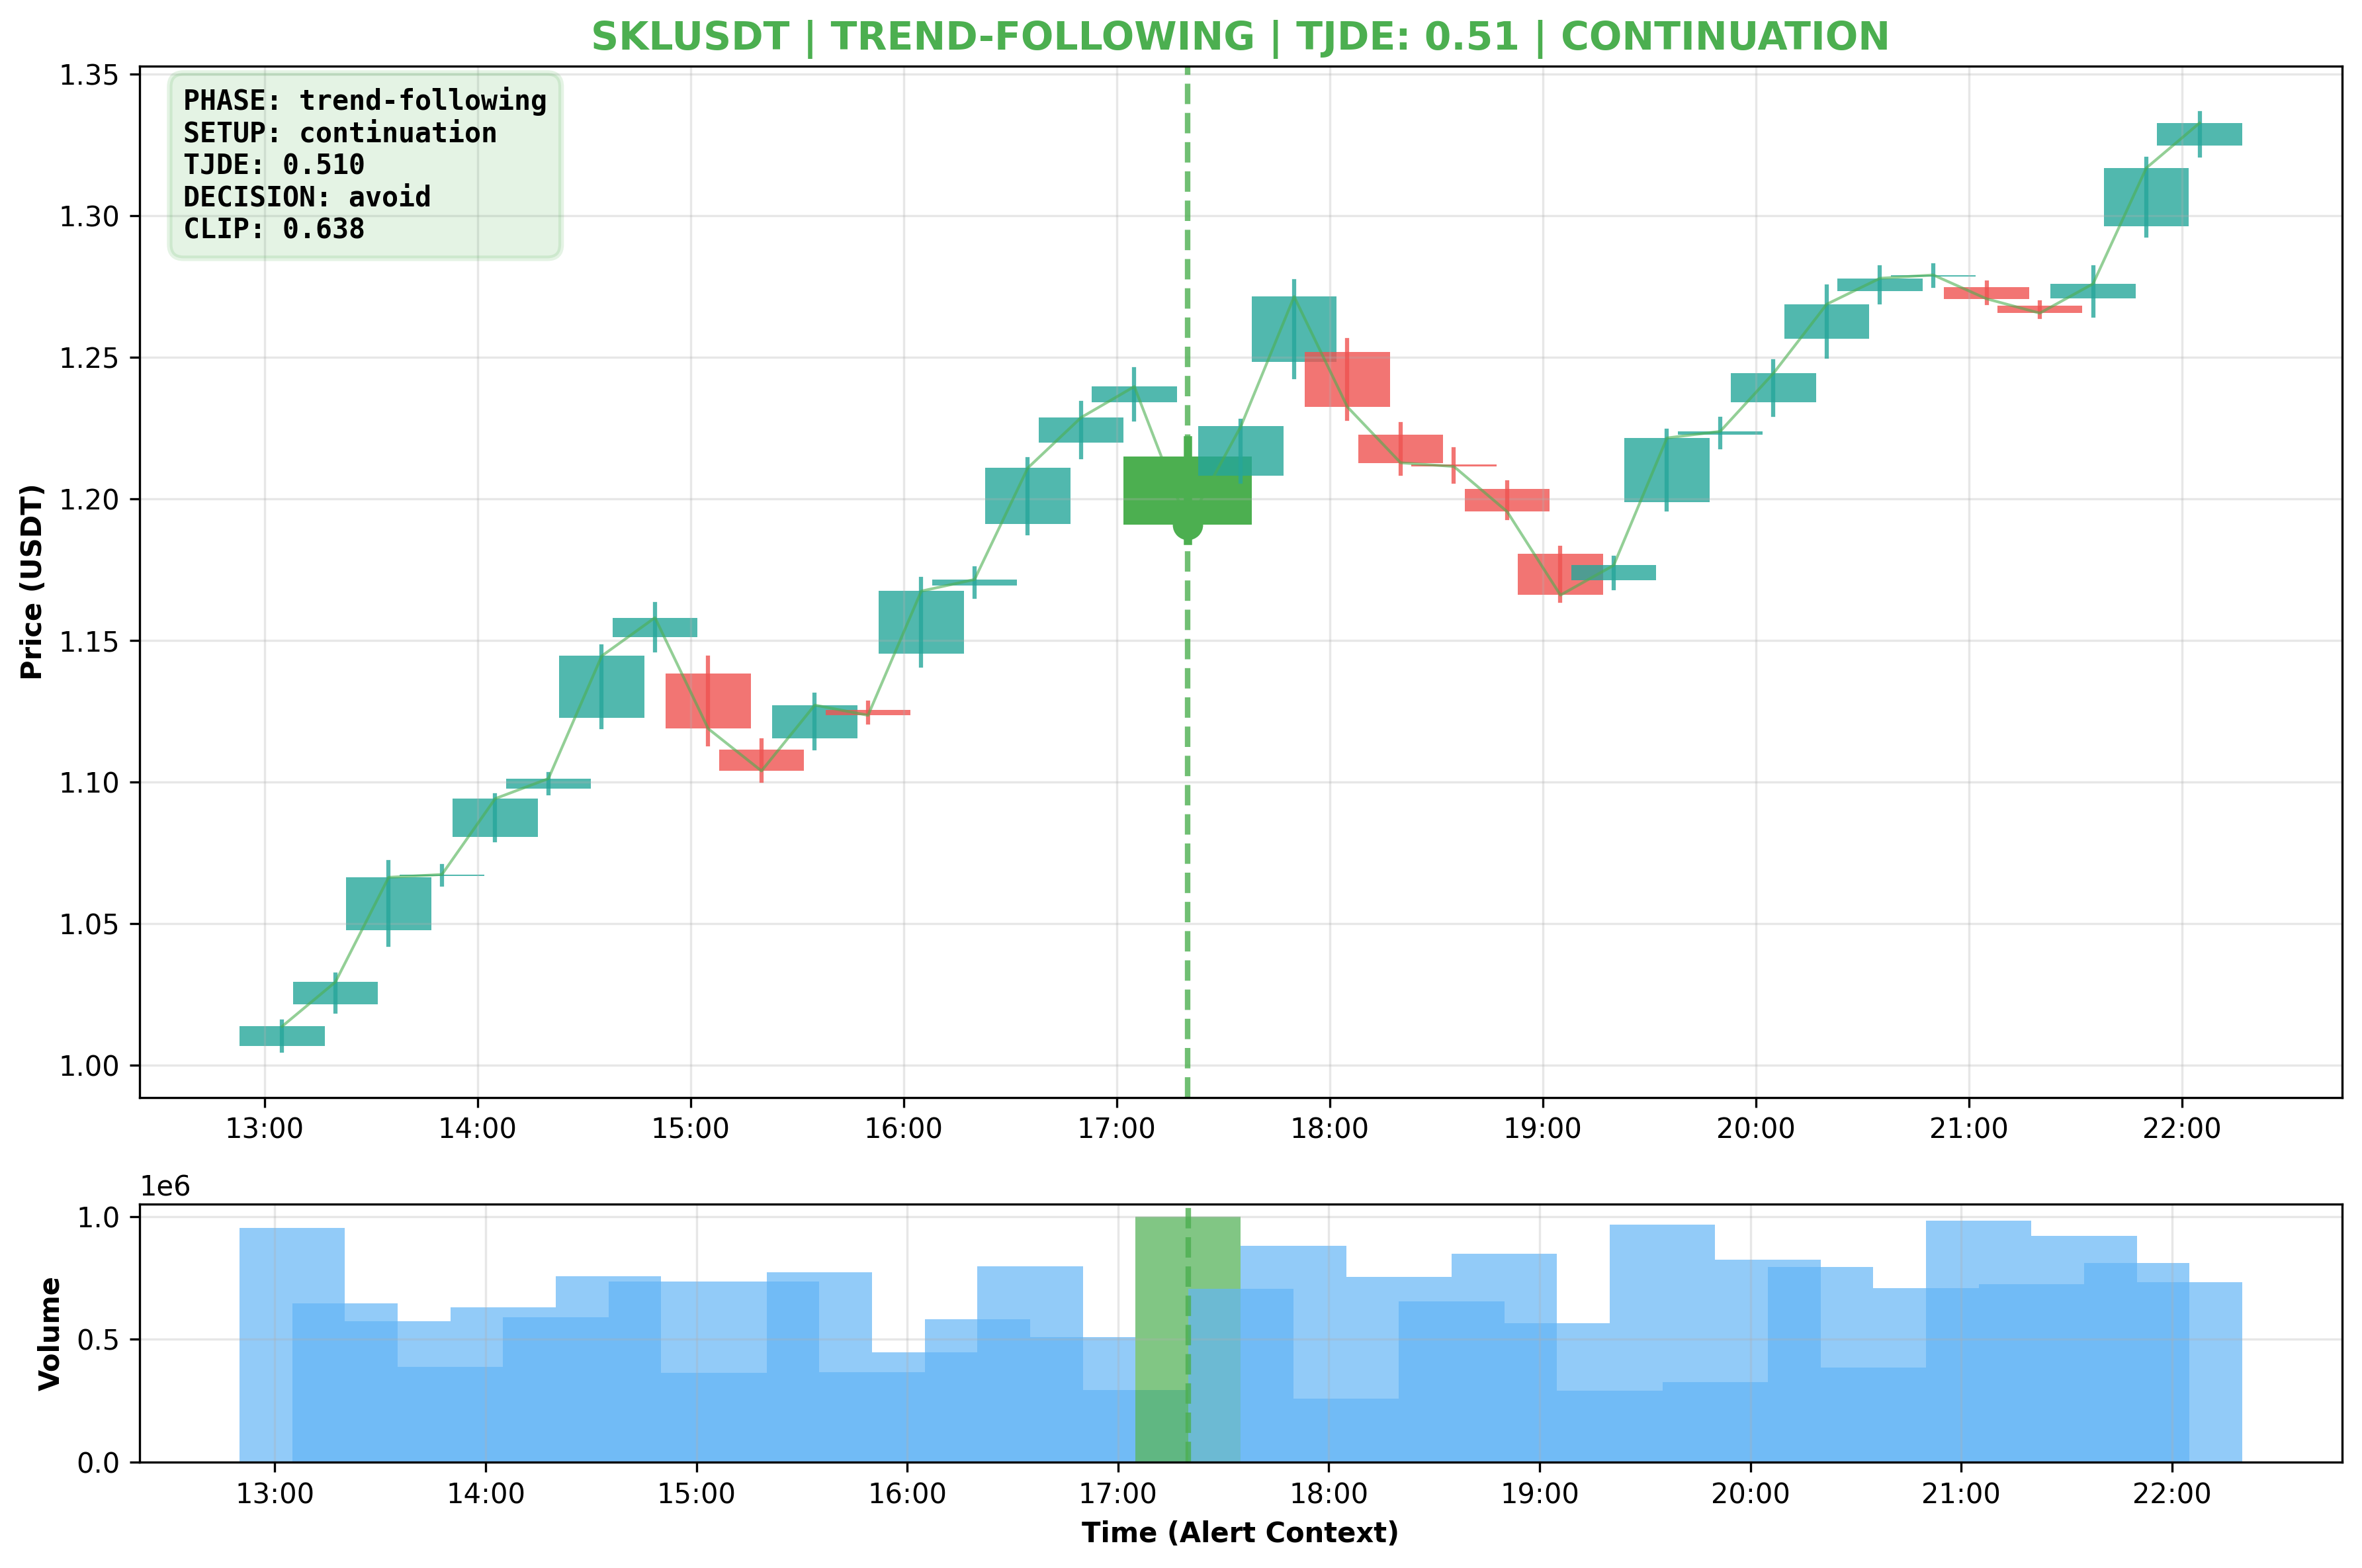 SKLUSDT | TREND-FOLLOWING | TJDE: 0.51 | CONTINUATION
PHASE: trend-following
SETUP: continuation
TJDE: 0.510
DECISION: avoid
CLIP: 0.638
Price (USDT)
1.35
1.30
1.25
1.20
1.15
1.10
1.05
1.00
13:00 14:00 15:00 16:00 17:00 18:00 19:00 20:00 21:00 22:00
1e6
Volume
1.0
0.5
0.0
13:00 14:00 15:00 16:00 17:00 18:00 19:00 20:00 21:00 22:00
Time (Alert Context)